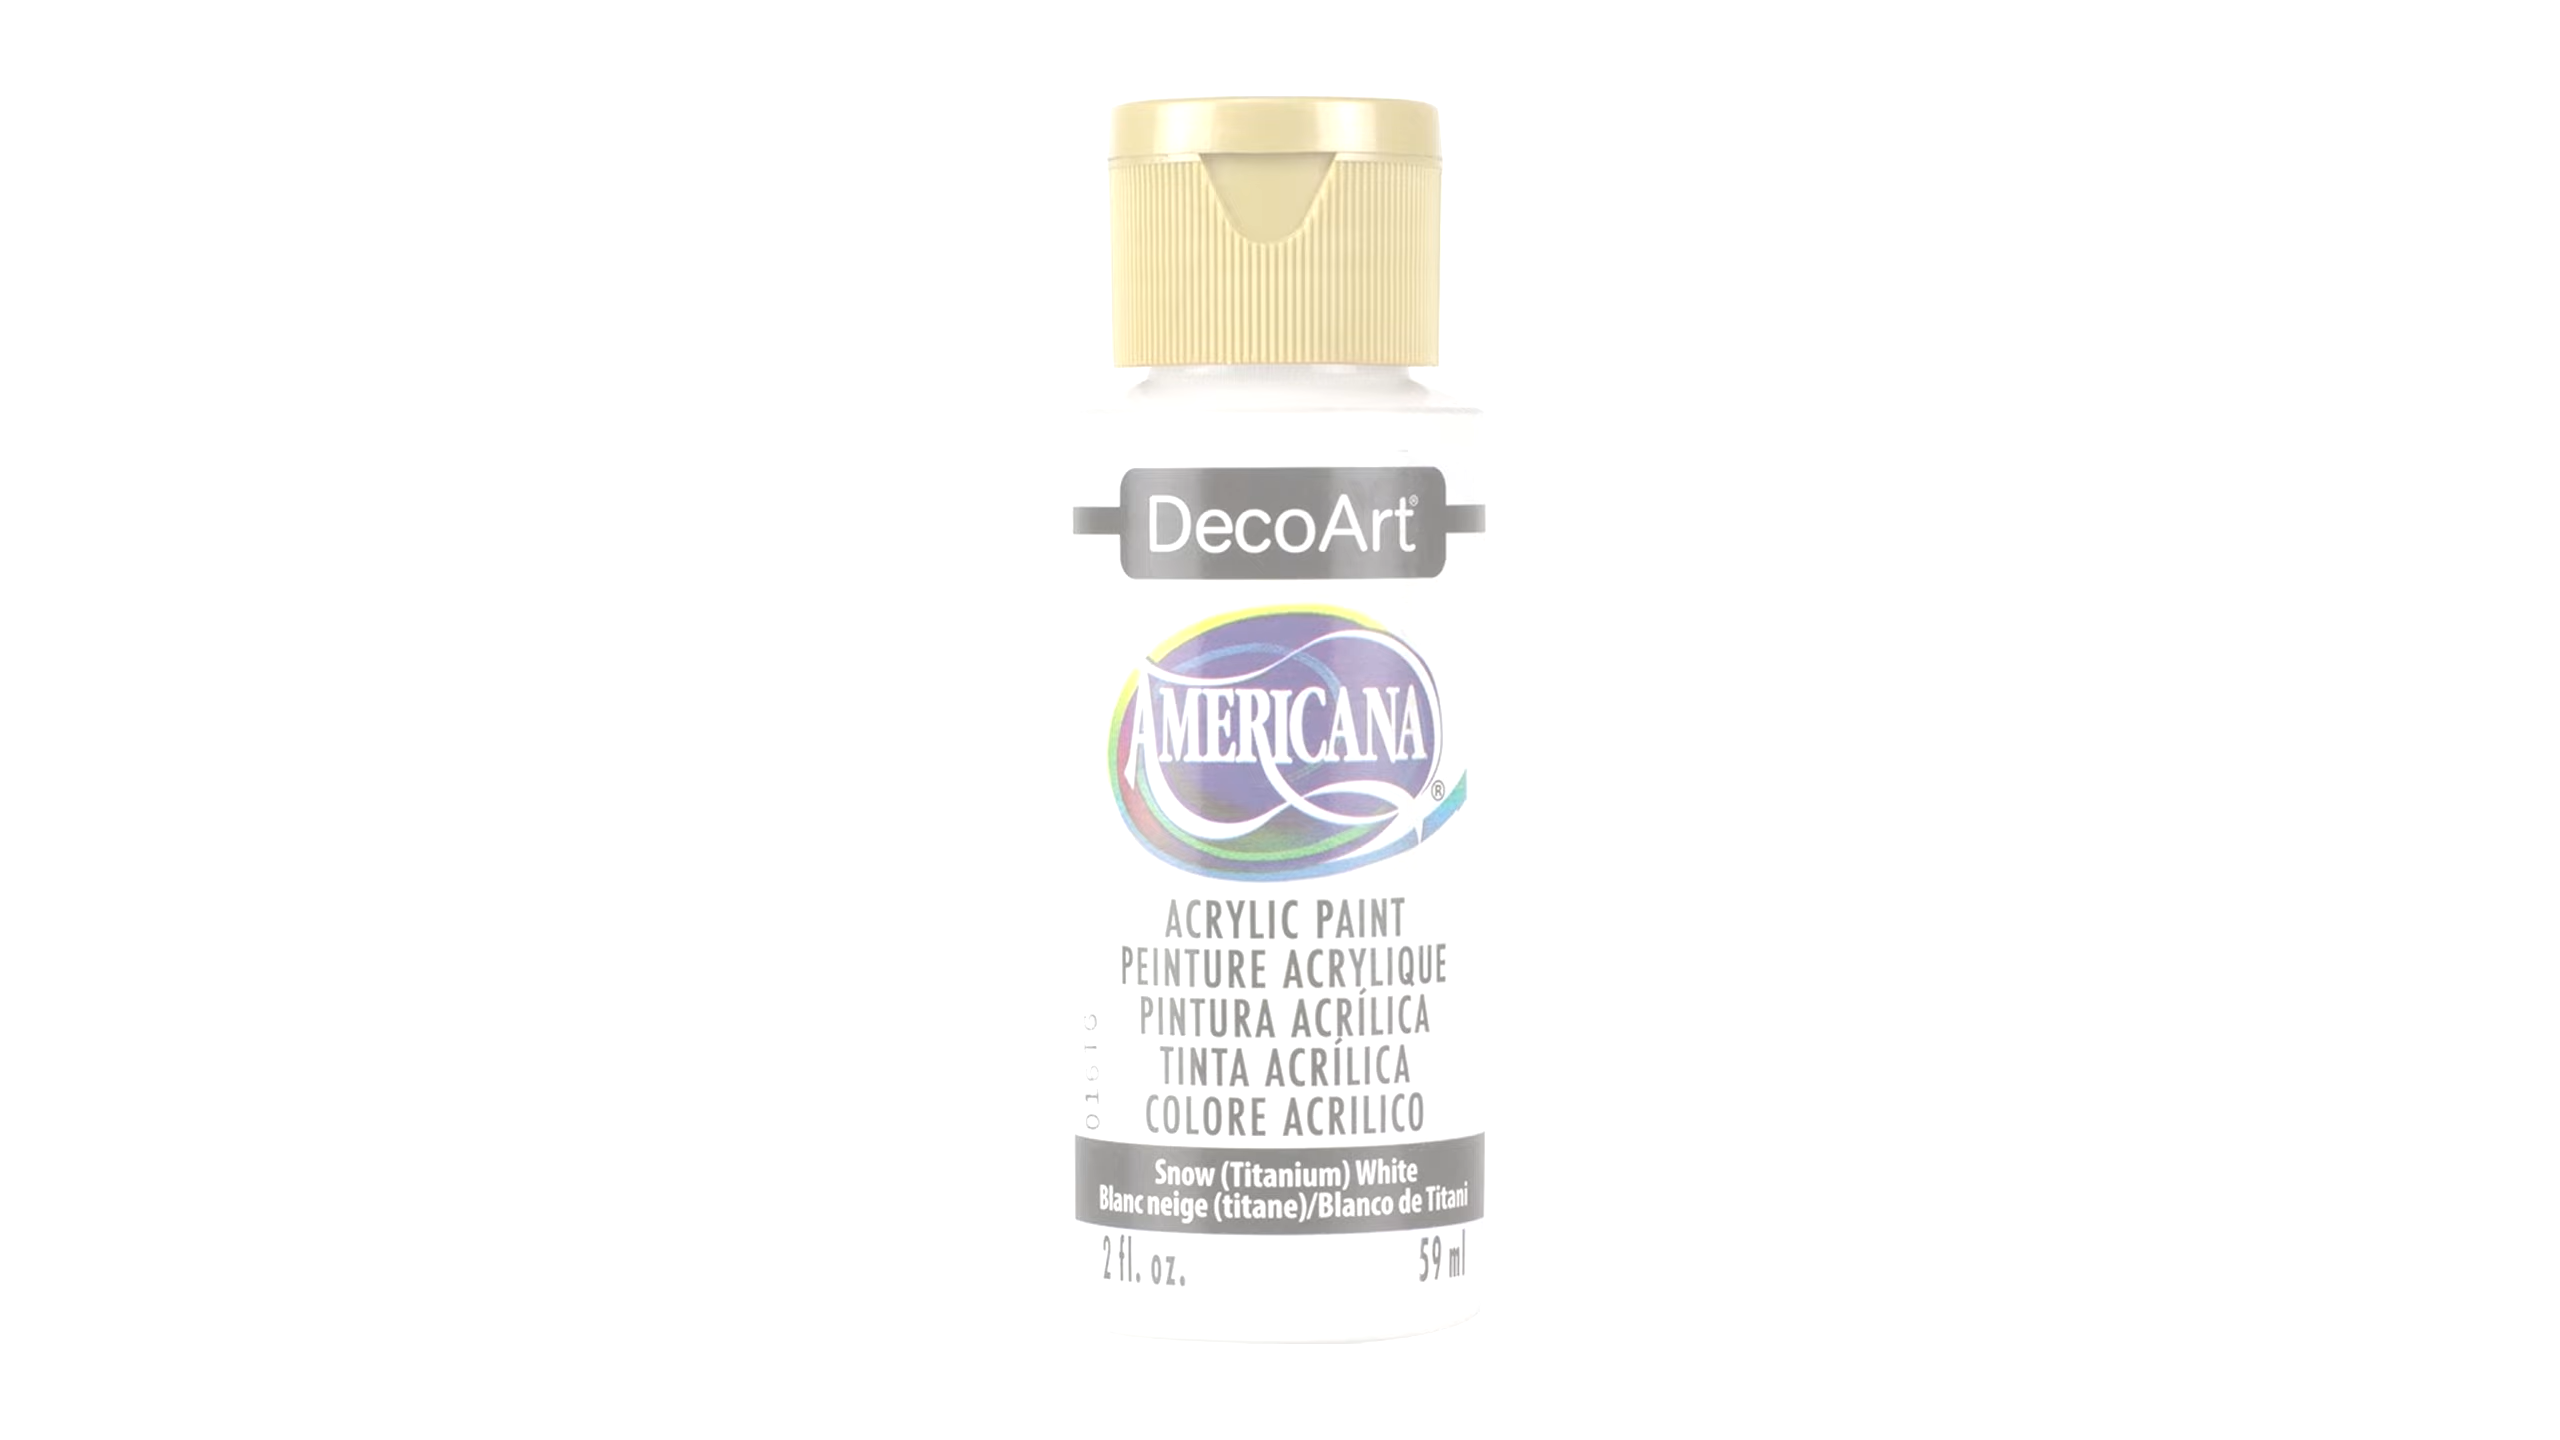 DecoArt®
AMERICANA®
ACRYLIC PAINT
PEINTURE ACRYLIQUE
PINTURA ACRÍLICA
TINTA ACRÍLICA
COLORE ACRILICO
Snow (Titanium) White
Blanc neige (titane)/Blanco de Titani
2 fl. oz.
59 ml